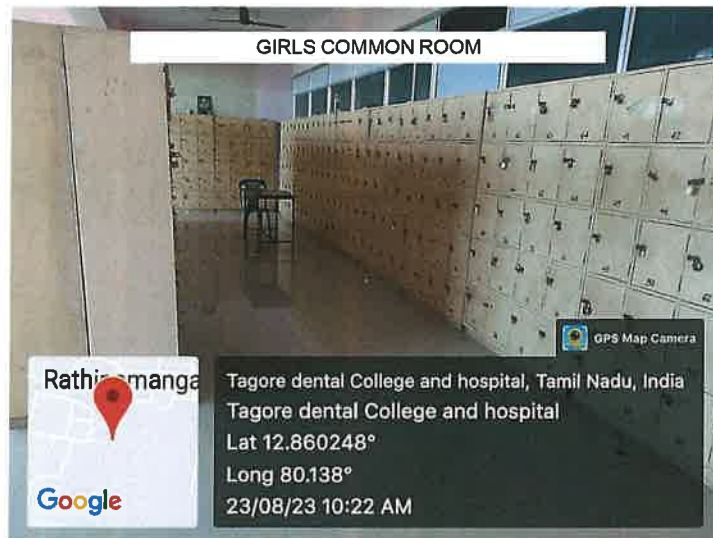 GIRLS COMMON ROOM
GPS Map Camera
Tagore dental College and hospital, Tamil Nadu, India
Tagore dental College and hospital
Lat 12.860248°
Long 80.138°
23/08/23 10:22 AM
Google